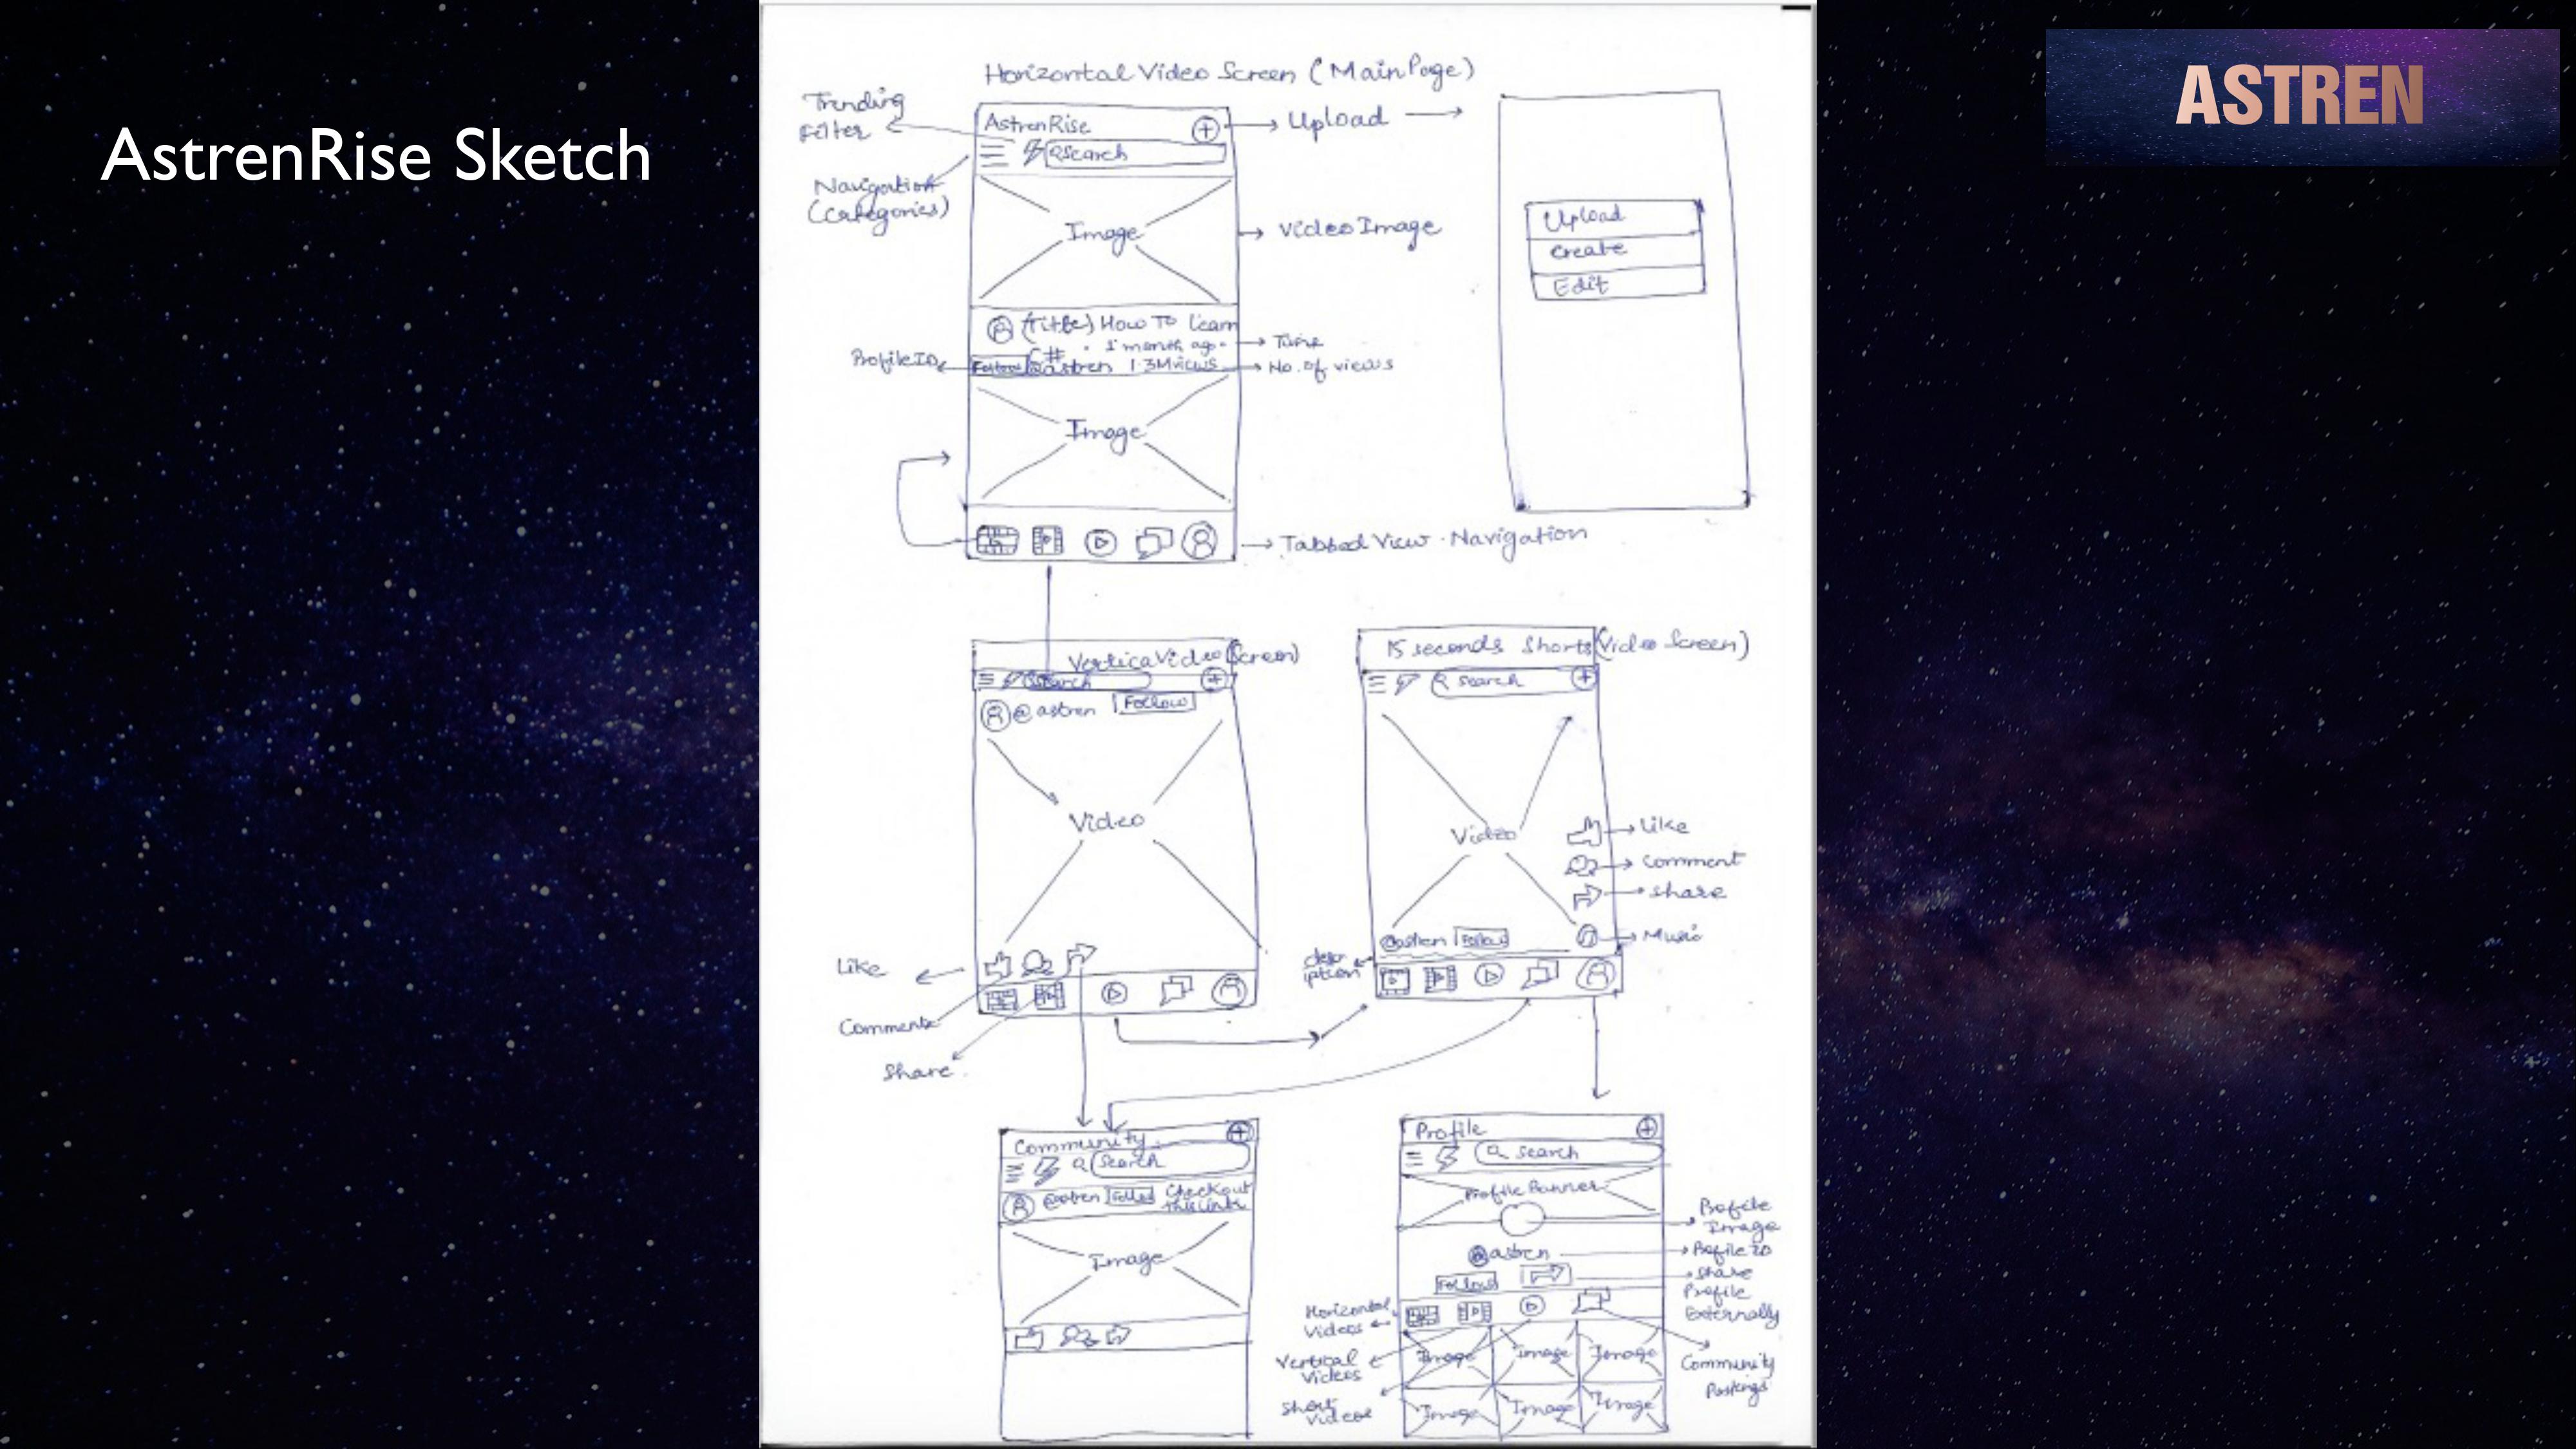 AstrenRise Sketch
ASTREN
Horizontal Video Screen (Main Page)
Trending
Filter
AstrenRise
Upload
Search
Navigation
(Categories)
Image
Video Image
Upload
Create
Edit
(Title) How To Learn
C# . 1 month ago.
Time
Profile ID
Follow @astren 1.3M views
No. of views
Image
Tabbed View . Navigation
Vertica Video (Screen)
Search
@astren Follow
Video
Like
Comments
Share.
15 seconds Shorts (Video Screen)
Search
Video
Like
Comment
Share
@astren Follow
Music
Community
Search
@astren
Checkout
this link
Image
Profile
Search
Profile Banner
Profile
Image
@astren
Profile ID
Follow
Share
Profile
Externally
Horizontal
Videos
Vertical
Videos
Short
Videos
Image Image Image
Image Image Image
Community
Postings